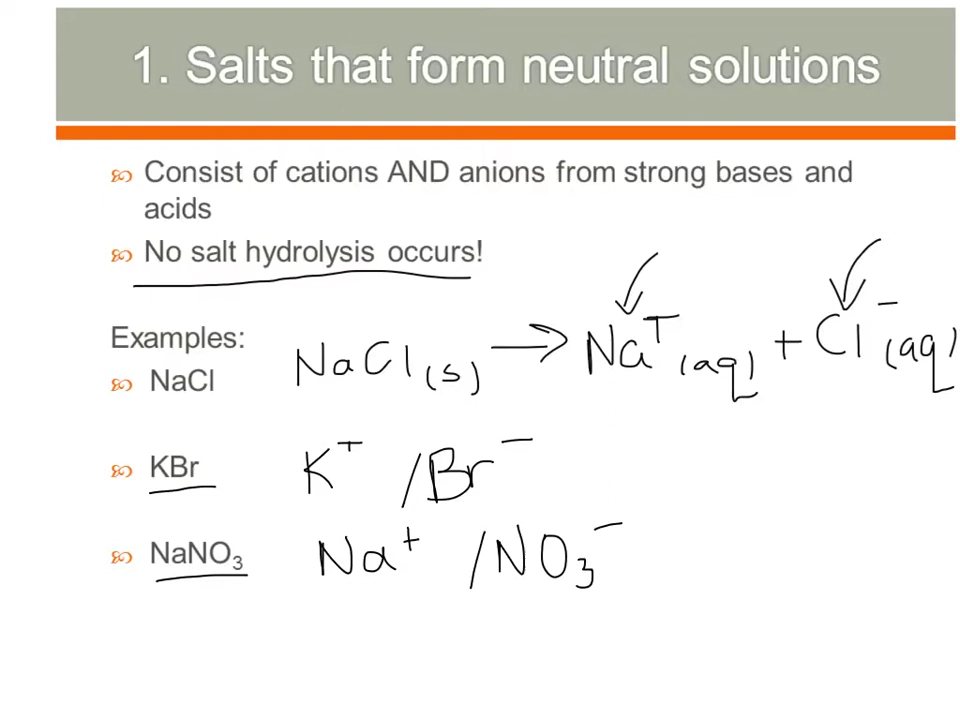 1. Salts that form neutral solutions
Consist of cations AND anions from strong bases and
acids
No salt hydrolysis occurs!
Examples:
NaCl NaCl(s) → Na⁺(aq) + Cl⁻(aq)
KBr K⁺ /Br⁻
NaNO₃ Na⁺ /NO₃⁻